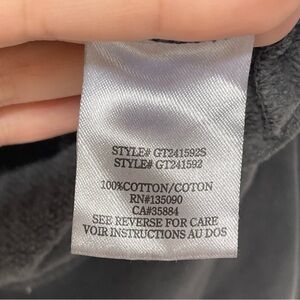 STYLE# GT241592S
STYLE# GT241592
100%COTTON/COTON
RN#135090
CA#35884
SEE REVERSE FOR CARE
VOIR INSTRUCTIONS AU DOS